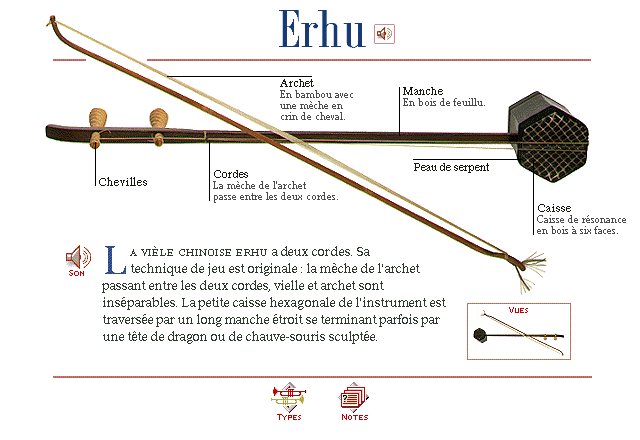 Erhu
Archet
En bambou avec
une mèche en
crin de cheval.
Manche
En bois de feuillu.
Chevilles
Cordes
La mèche de l'archet
passe entre les deux cordes.
Peau de serpent
Caisse
Caisse de résonance
en bois à six faces.
Son
LA VIÈLE CHINOISE ERHU a deux cordes. Sa
technique de jeu est originale : la mèche de l'archet
passant entre les deux cordes, vielle et archet sont
inséparables. La petite caisse hexagonale de l'instrument est
traversée par un long manche étroit se terminant parfois par
une tête de dragon ou de chauve-souris sculptée.
Vues
Types
Notes